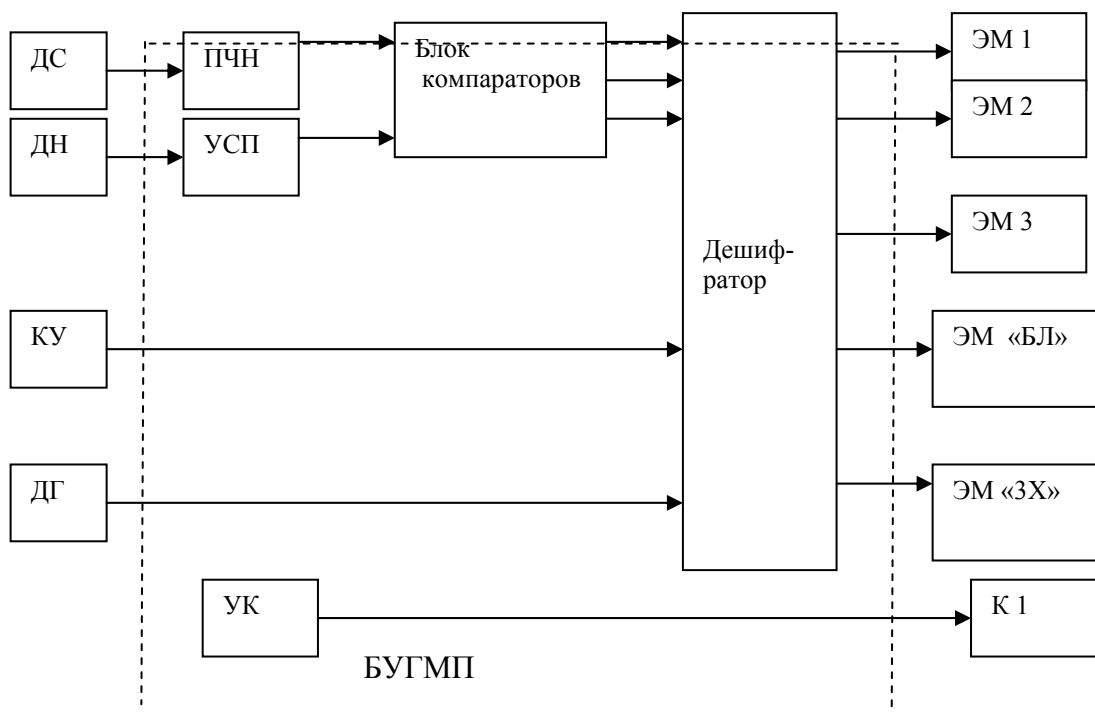 ДС
ПЧН
Блок
компараторов
ЭМ 1
ДН
УСП
ЭМ 2
ЭМ 3
Дешиф-
ратор
КУ
ЭМ «БЛ»
ДГ
ЭМ «ЗХ»
УК
К 1
БУГМП